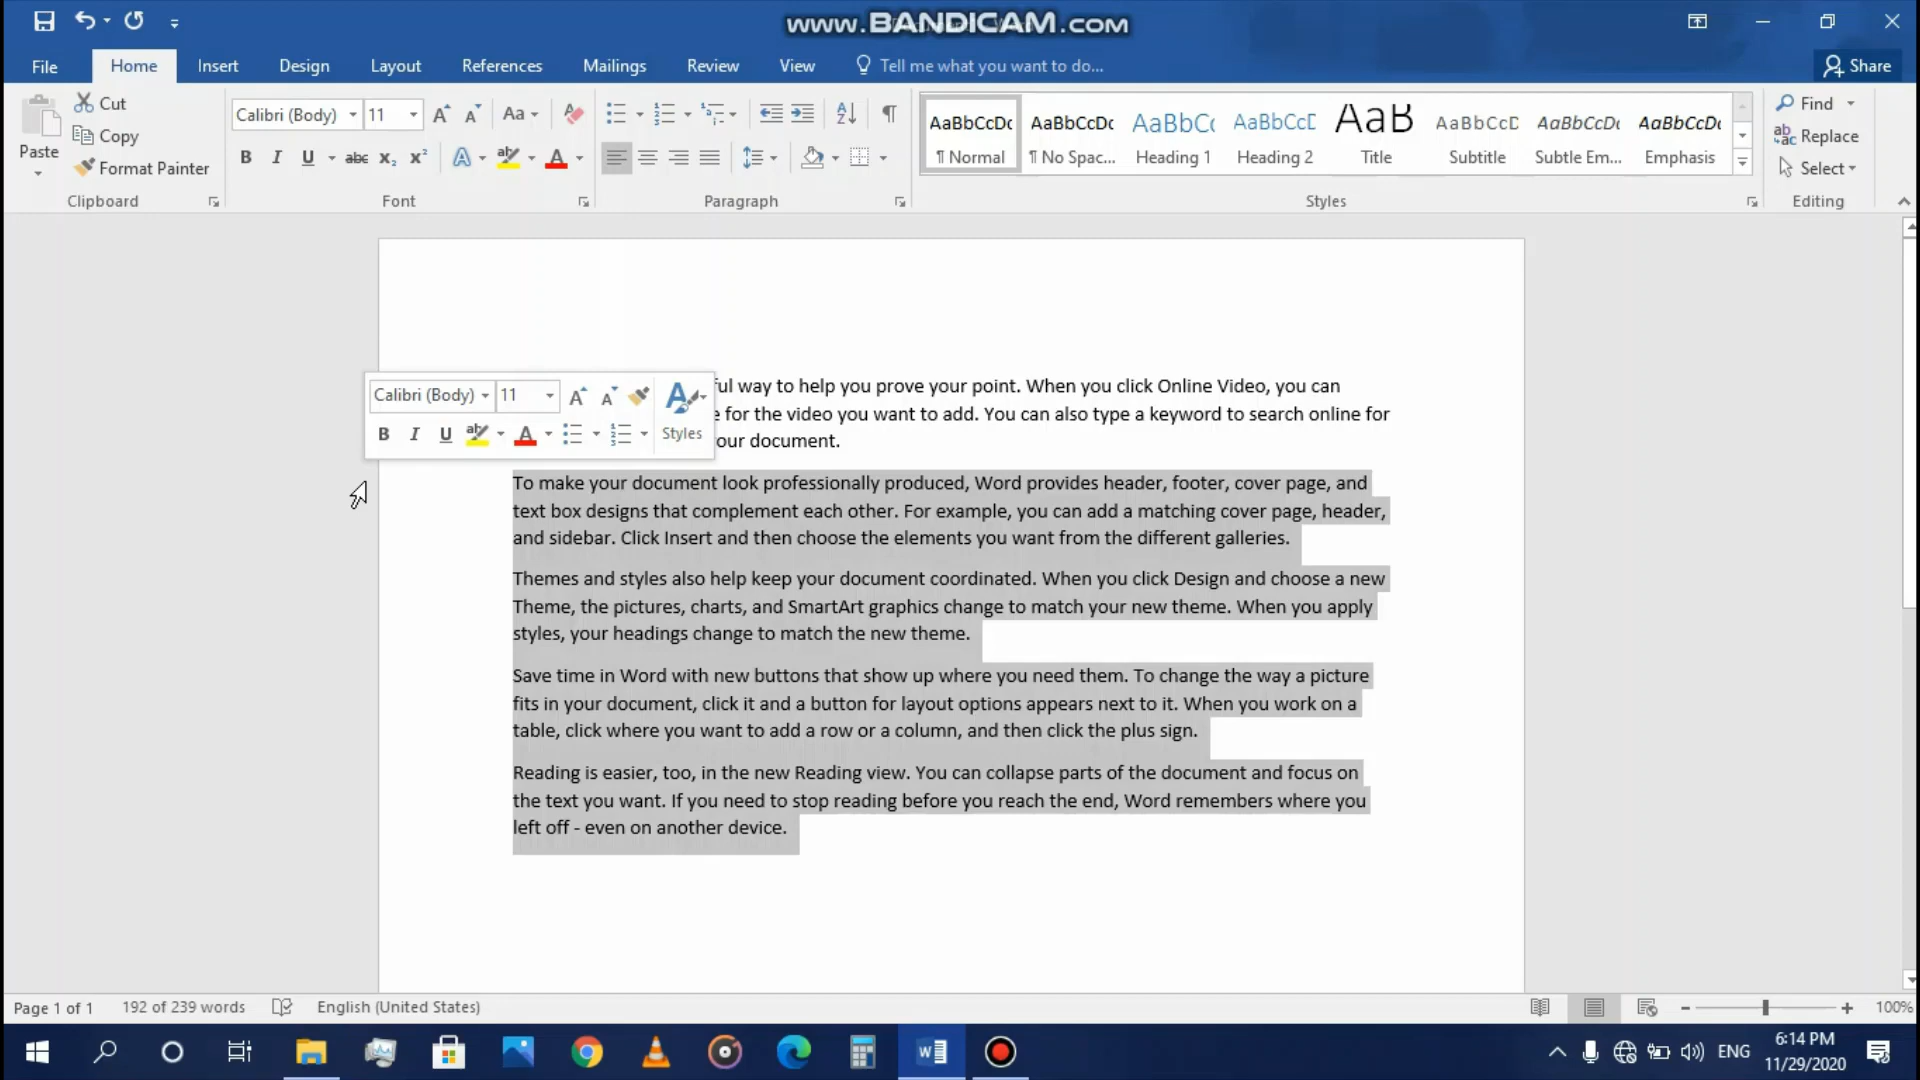 www.BANDICAM.com
File Home Insert Design Layout References Mailings Review View Tell me what you want to do... Share
Paste
Cut
Copy
Format Painter
Clipboard
Calibri (Body) 11
Font
Paragraph
AaBbCcDc AaBbCcDc AaBbC AaBbCcE AaB AaBbCcD AaBbCcDc AaBbCcDc
¶ Normal ¶ No Spac... Heading 1 Heading 2 Title Subtitle Subtle Em... Emphasis
Styles
Find
Replace
Select
Editing
Calibri (Body) 11
Styles
way to help you prove your point. When you click Online Video, you can
for the video you want to add. You can also type a keyword to search online for
document.
To make your document look professionally produced, Word provides header, footer, cover page, and
text box designs that complement each other. For example, you can add a matching cover page, header,
and sidebar. Click Insert and then choose the elements you want from the different galleries.
Themes and styles also help keep your document coordinated. When you click Design and choose a new
Theme, the pictures, charts, and SmartArt graphics change to match your new theme. When you apply
styles, your headings change to match the new theme.
Save time in Word with new buttons that show up where you need them. To change the way a picture
fits in your document, click it and a button for layout options appears next to it. When you work on a
table, click where you want to add a row or a column, and then click the plus sign.
Reading is easier, too, in the new Reading view. You can collapse parts of the document and focus on
the text you want. If you need to stop reading before you reach the end, Word remembers where you
left off - even on another device.
Page 1 of 1 192 of 239 words English (United States) 100%
ENG
6:14 PM
11/29/2020